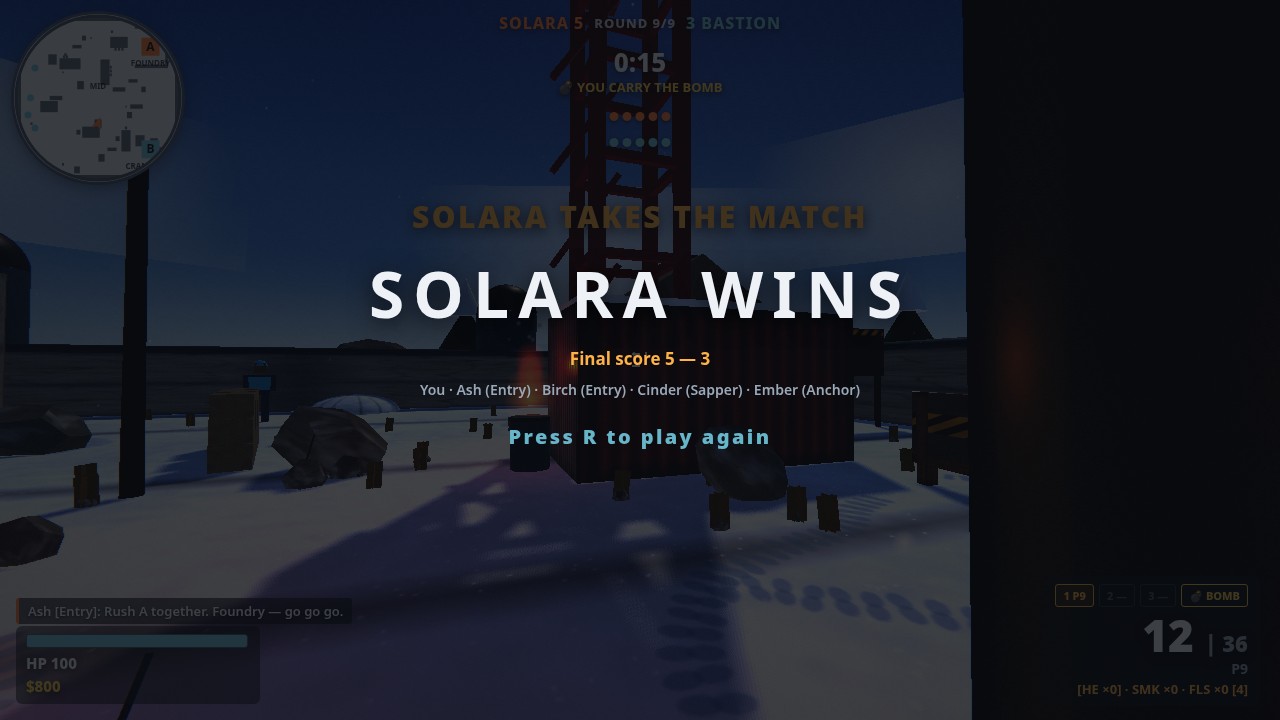 SOLARA 5 ROUND 9/9 3 BASTION
0:15
YOU CARRY THE BOMB
A
FOUNDRY
MID
B
SOLARA TAKES THE MATCH
SOLARA WINS
Final score 5 — 3
You · Ash (Entry) · Birch (Entry) · Cinder (Sapper) · Ember (Anchor)
Press R to play again
Ash [Entry]: Rush A together. Foundry — go go go.
HP 100
$800
1 P9 2 — 3 — BOMB
12 | 36
P9
[HE ×0] · SMK ×0 · FLS ×0 [4]